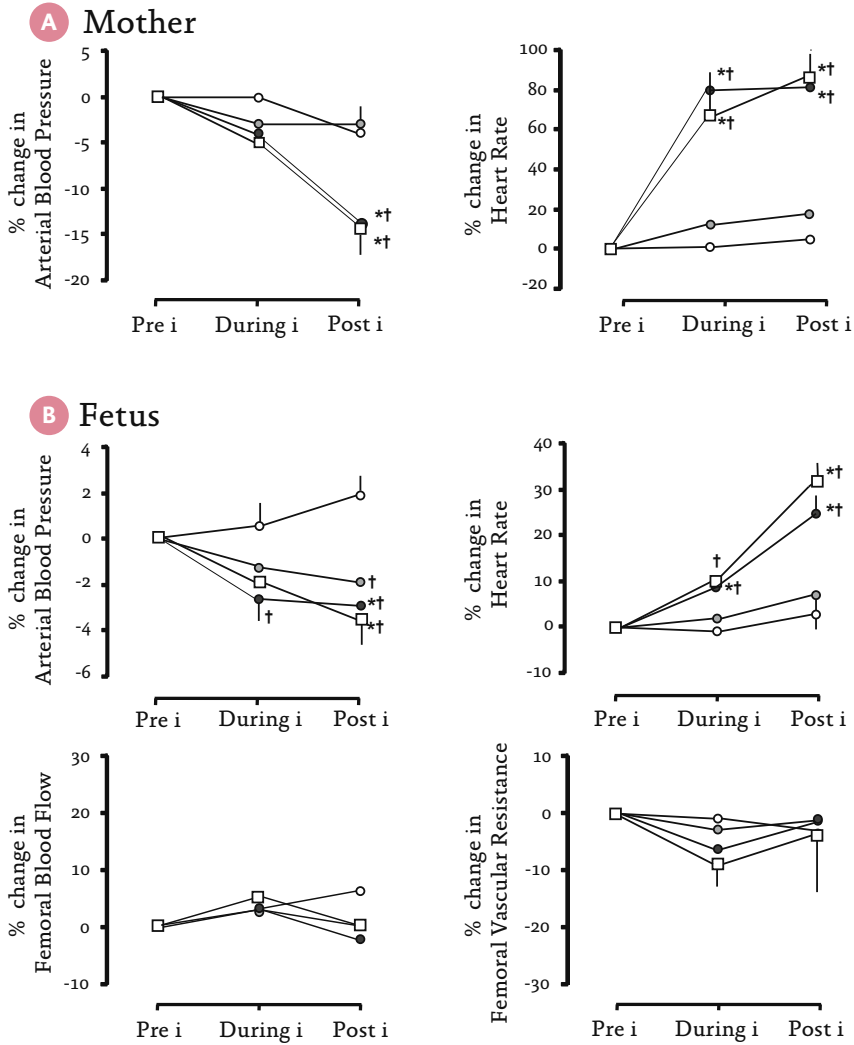 A Mother
% change in
Arterial Blood Pressure
5
0
-5
-10
-15
-20
*†
*†
Pre i During i Post i
% change in
Heart Rate
100
80
60
40
20
0
-20
*†
*†
*†
*†
Pre i During i Post i
B Fetus
% change in
Arterial Blood Pressure
4
2
0
-2
-4
-6
†
†
*†
*†
Pre i During i Post i
% change in
Heart Rate
40
30
20
10
0
-10
†
*†
*†
*†
Pre i During i Post i
% change in
Femoral Blood Flow
30
20
10
0
-10
Pre i During i Post i
% change in
Femoral Vascular Resistance
10
0
-10
-20
-30
Pre i During i Post i